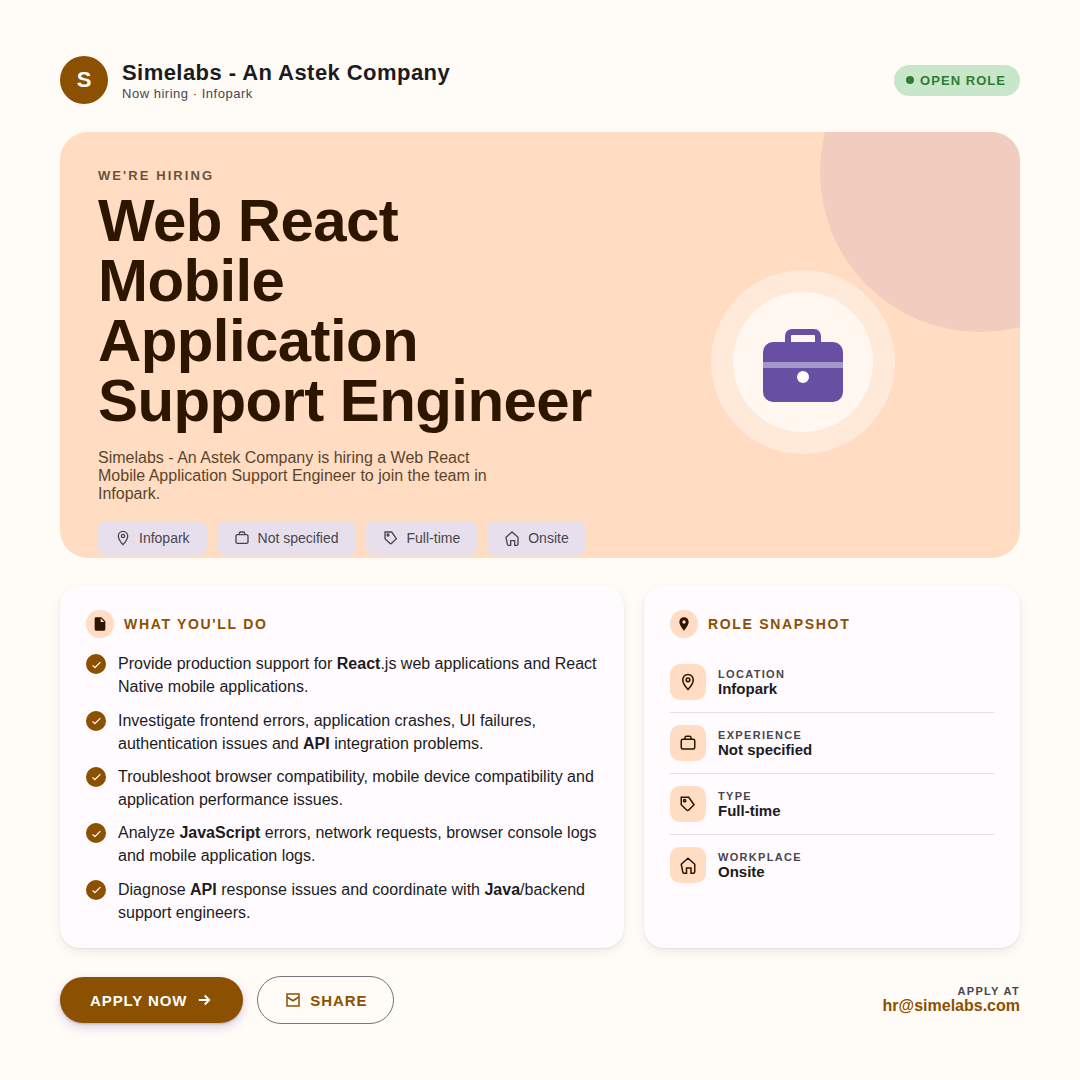 S
Simelabs - An Astek Company
Now hiring · Infopark
OPEN ROLE
WE'RE HIRING
Web React
Mobile
Application
Support Engineer
Simelabs - An Astek Company is hiring a Web React
Mobile Application Support Engineer to join the team in
Infopark.
Infopark
Not specified
Full-time
Onsite
WHAT YOU'LL DO
Provide production support for React.js web applications and React
Native mobile applications.
Investigate frontend errors, application crashes, UI failures,
authentication issues and API integration problems.
Troubleshoot browser compatibility, mobile device compatibility and
application performance issues.
Analyze JavaScript errors, network requests, browser console logs
and mobile application logs.
Diagnose API response issues and coordinate with Java/backend
support engineers.
ROLE SNAPSHOT
LOCATION
Infopark
EXPERIENCE
Not specified
TYPE
Full-time
WORKPLACE
Onsite
APPLY NOW
SHARE
APPLY AT
hr@simelabs.com